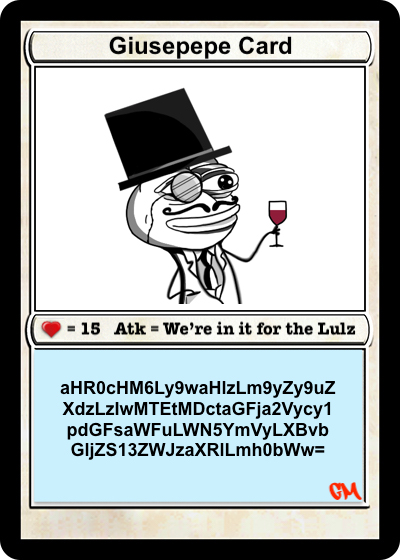 Giusepepe Card
= 15 Atk = We're in it for the Lulz
aHR0cHM6Ly9waHlzLm9yZy9uZ
XdzLzIwMTEtMDctaGFja2Vycy1
pdGFsaWFuLWN5YmVyLXBvb
GljZS13ZWJzaXRlLmh0bWw=
GM